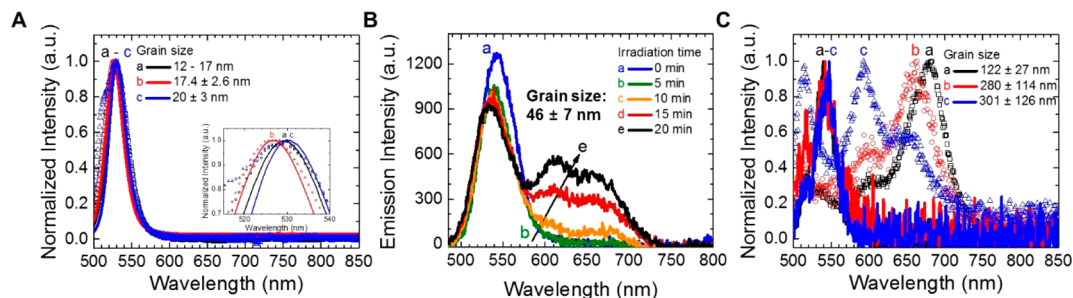 A
a - c
Grain size
a 12 - 17 nm
b 17.4 ± 2.6 nm
c 20 ± 3 nm
Normalized Intensity (a.u.)
1.0
0.8
0.6
0.4
0.2
0.0
b a c
Normalized Intensity (a.u.)
1.0
0.9
0.8
0.7
520 530 540
Wavelength (nm)
500 550 600 650 700 750 800 850
Wavelength (nm)
B
a
Irradiation time
a 0 min
b 5 min
c 10 min
d 15 min
e 20 min
Grain size:
46 ± 7 nm
e
b
Emission Intensity (a.u.)
1200
900
600
300
0
500 550 600 650 700 750 800
Wavelength (nm)
C
a-c c b a
Grain size
a 122 ± 27 nm
b 280 ± 114 nm
c 301 ± 126 nm
Normalized Intensity (a.u.)
1.0
0.8
0.6
0.4
0.2
0.0
500 550 600 650 700 750 800 850
Wavelength (nm)